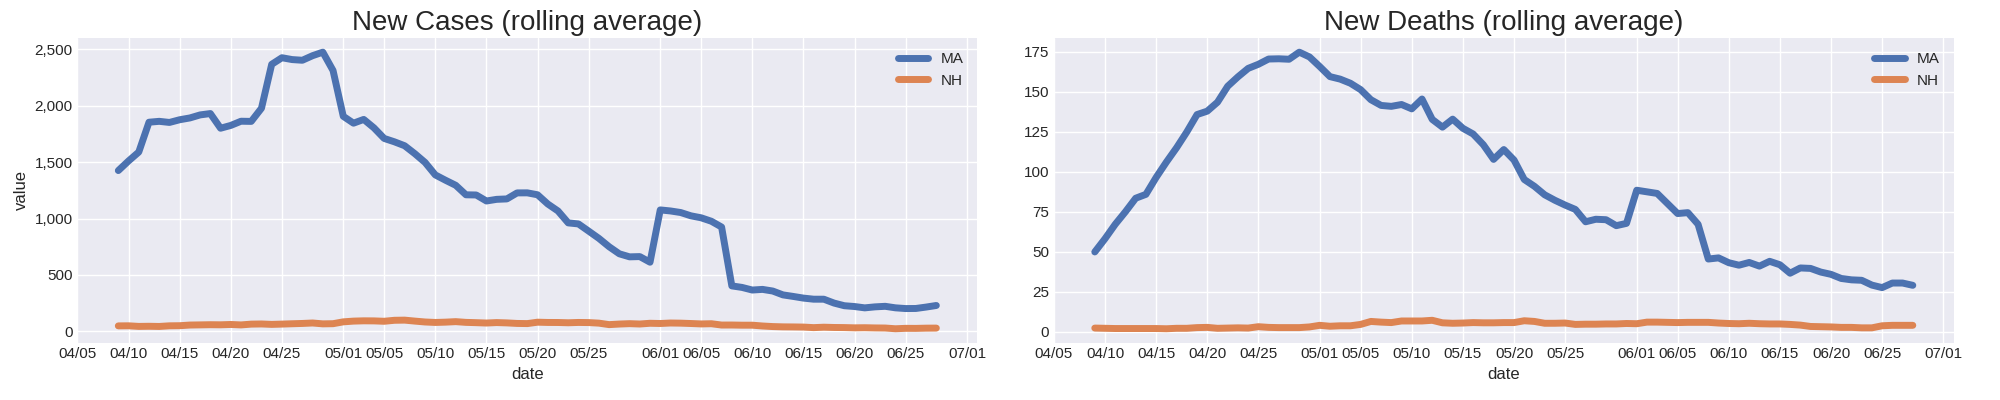 New Cases (rolling average)
2,500
2,000
1,500
1,000
500
0
value
MA
NH
04/05 04/10 04/15 04/20 04/25 05/01 05/05 05/10 05/15 05/20 05/25 06/01 06/05 06/10 06/15 06/20 06/25 07/01
date
New Deaths (rolling average)
175
150
125
100
75
50
25
0
MA
NH
04/05 04/10 04/15 04/20 04/25 05/01 05/05 05/10 05/15 05/20 05/25 06/01 06/05 06/10 06/15 06/20 06/25 07/01
date